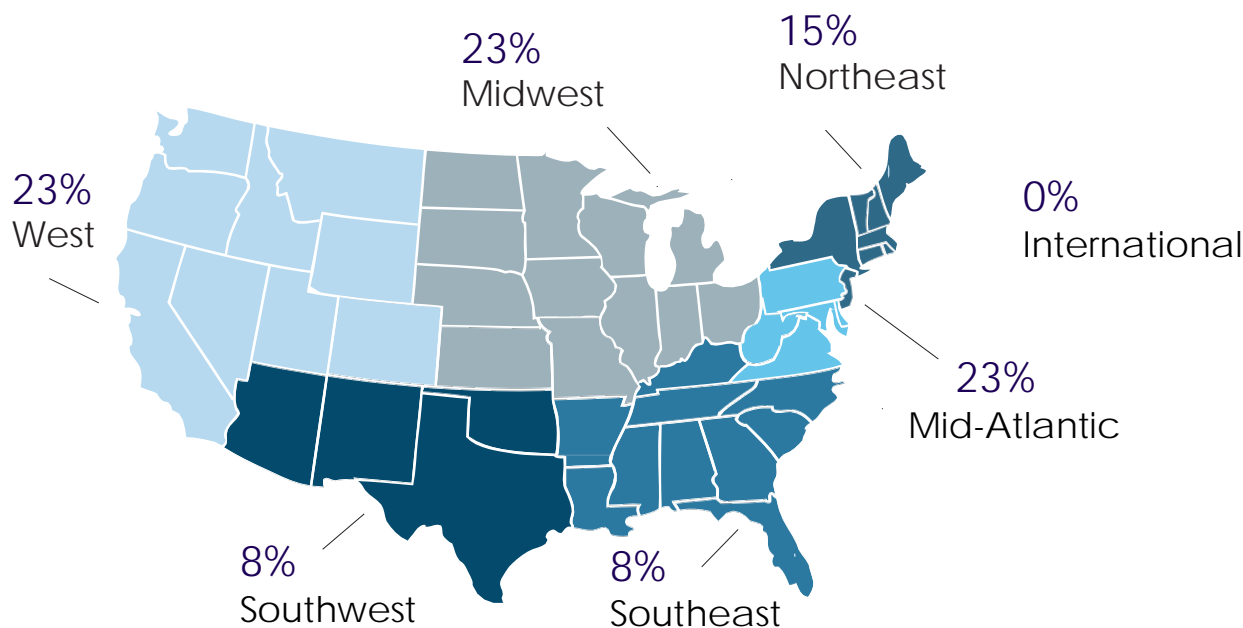 15%
Northeast
23%
Midwest
23%
West
0%
International
23%
Mid-Atlantic
8%
Southwest
8%
Southeast